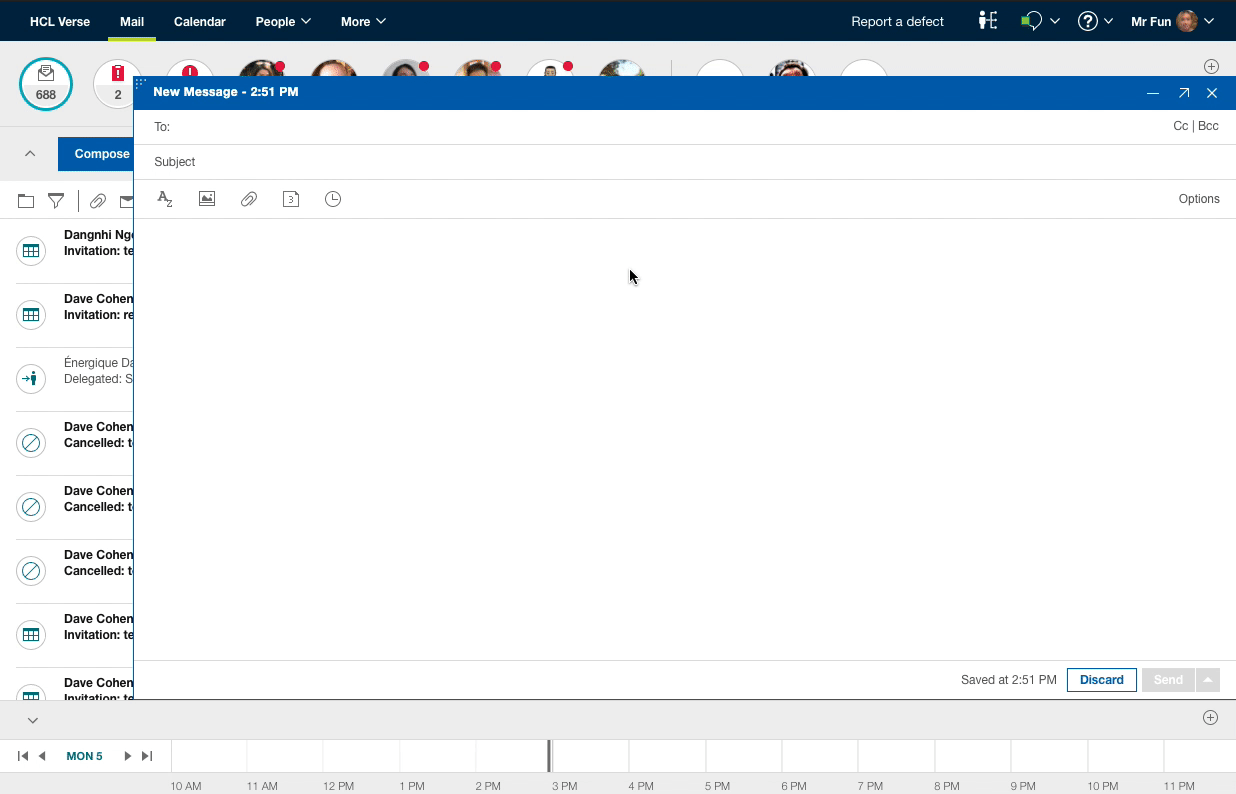 HCL Verse Mail Calendar People More Report a defect Mr Fun
688
2
New Message - 2:51 PM
To: Cc | Bcc
Compose
Subject
3 Options
Dangnhi Ng
Invitation: te
Dave Cohen
Invitation: re
Énergique Da
Delegated: S
Dave Cohen
Cancelled: t
Dave Cohen
Cancelled: t
Dave Cohen
Cancelled: t
Dave Cohen
Invitation: te
Dave Cohen
Invitation: te
Saved at 2:51 PM Discard Send
MON 5
10 AM 11 AM 12 PM 1 PM 2 PM 3 PM 4 PM 5 PM 6 PM 7 PM 8 PM 9 PM 10 PM 11 PM